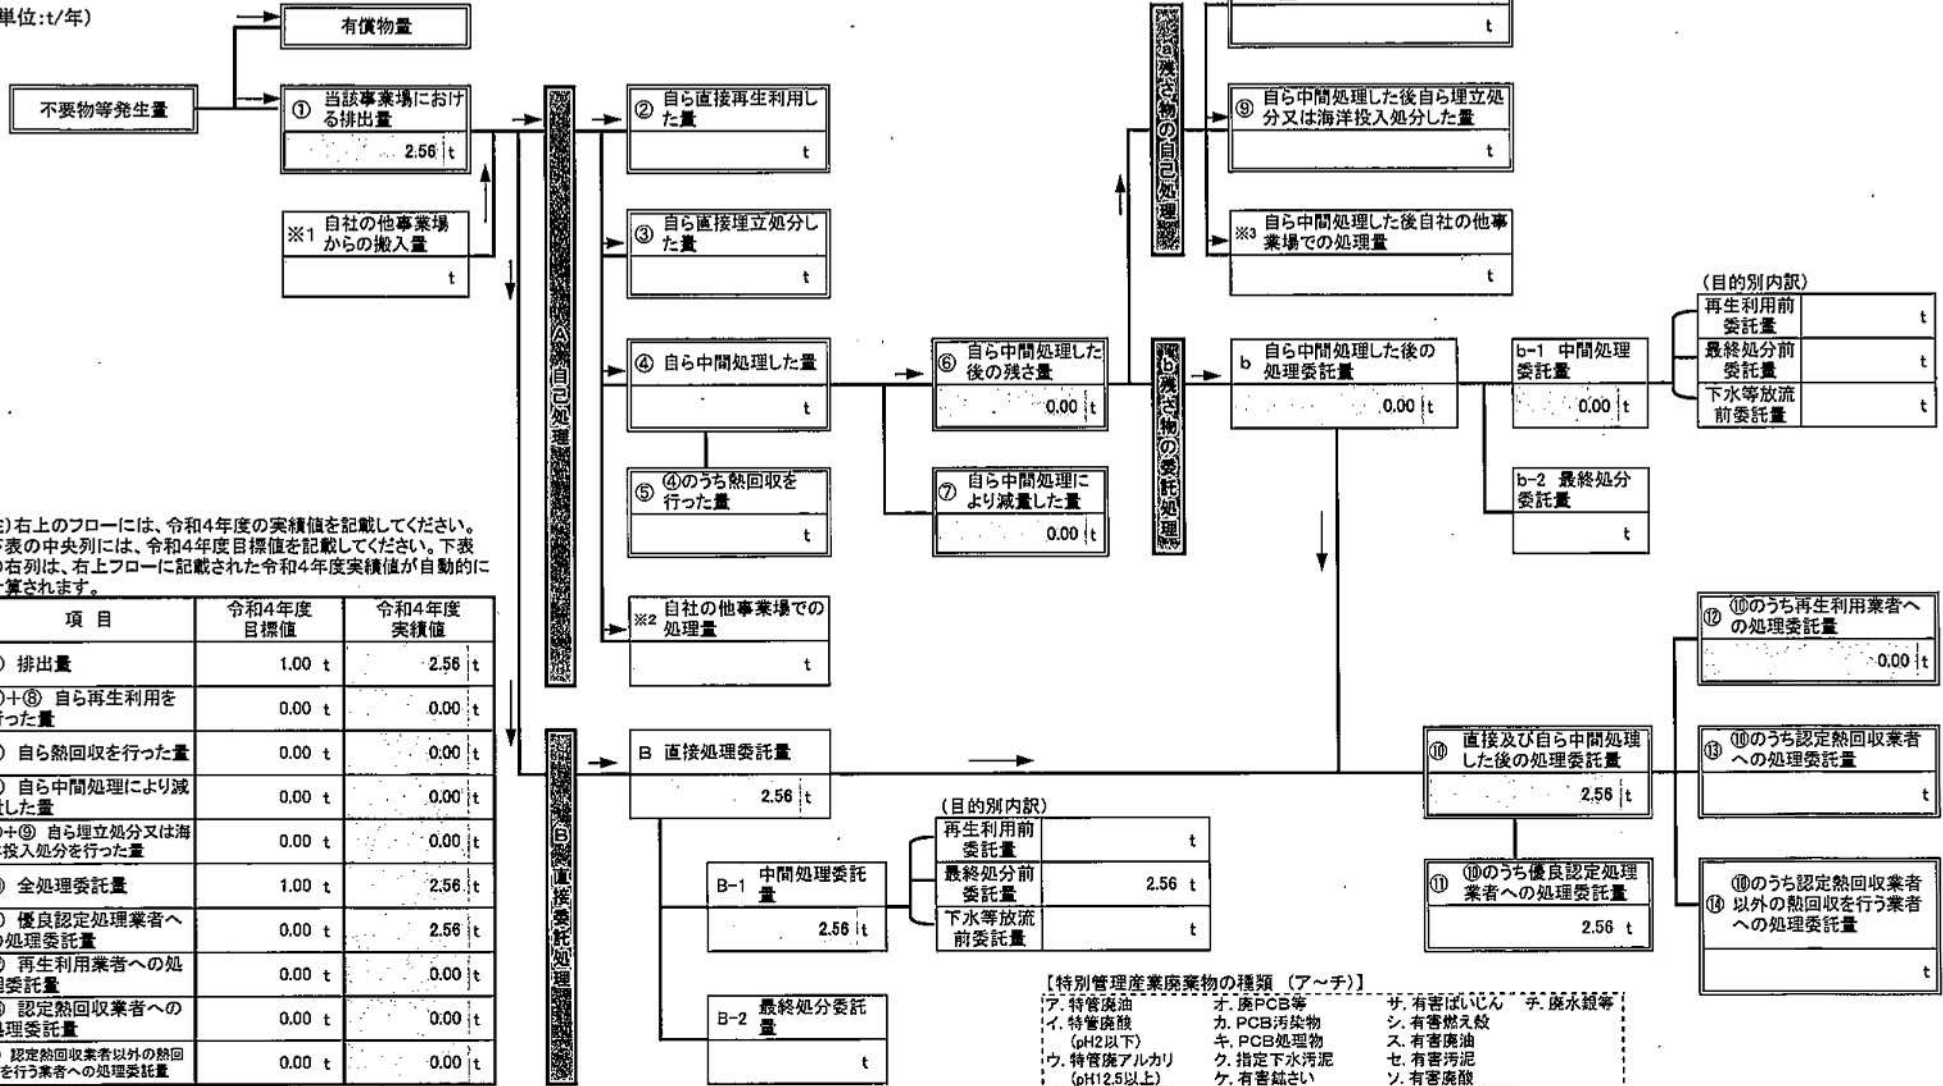 単位:t/年)
有償物量
不要物等発生量
① 当該事業場におけ
る排出量
2.56 t
※1 自社の他事業場
からの搬入量
t
A 自己処理
② 自ら直接再生利用し
た量
t
③ 自ら直接埋立処分し
た量
t
④ 自ら中間処理した量
t
⑤ ④のうち熱回収を
行った量
t
※2 自社の他事業場での
処理量
t
⑥ 自ら中間処理した
後の残さ量
0.00 t
⑦ 自ら中間処理に
より減量した量
0.00 t
a 残さ物の自己処理
t
⑨ 自ら中間処理した後自ら埋立処
分又は海洋投入処分した量
t
※3 自ら中間処理した後自社の他事
業場での処理量
t
b 残さ物の委託処理
b 自ら中間処理した後の
処理委託量
0.00 t
b-1 中間処理
委託量
0.00 t
b-2 最終処分
委託量
t
(目的別内訳)
再生利用前
委託量 t
最終処分前
委託量 t
下水等放流
前委託量 t
)右上のフローには、令和4年度の実績値を記載してください。
下表の中央列には、令和4年度目標値を記載してください。下表
の右列は、右上フローに記載された令和4年度実績値が自動的に
算されます。
項 目 令和4年度
目標値 令和4年度
実績値
) 排出量 1.00 t 2.56 t
)+⑧ 自ら再生利用を
行った量 0.00 t 0.00 t
) 自ら熱回収を行った量 0.00 t 0.00 t
) 自ら中間処理により減
した量 0.00 t 0.00 t
)+⑨ 自ら埋立処分又は海
投入処分を行った量 0.00 t 0.00 t
) 全処理委託量 1.00 t 2.56 t
) 優良認定処理業者へ
の処理委託量 0.00 t 2.56 t
) 再生利用業者への処
理委託量 0.00 t 0.00 t
) 認定熱回収業者への
処理委託量 0.00 t 0.00 t
) 認定熱回収業者以外の熱回
を行う業者への処理委託量 0.00 t 0.00 t
B 直接委託処理
B 直接処理委託量
2.56 t
B-1 中間処理委託
量
2.56 t
B-2 最終処分委託
量
t
(目的別内訳)
再生利用前
委託量 t
最終処分前
委託量 2.56 t
下水等放流
前委託量 t
⑩ 直接及び自ら中間処理
した後の処理委託量
2.56 t
⑪ ⑩のうち優良認定処理
業者への処理委託量
2.56 t
⑫ ⑩のうち再生利用業者へ
の処理委託量
0.00 t
⑬ ⑩のうち認定熱回収業者
への処理委託量
t
⑭ ⑩のうち認定熱回収業者
以外の熱回収を行う業者
への処理委託量
t
【特別管理産業廃棄物の種類 (ア〜チ)】
ア. 特管廃油 オ. 廃PCB等 サ. 有害ばいじん チ. 廃水銀等
イ. 特管廃酸 カ. PCB汚染物 シ. 有害燃え殻
(pH2以下) キ. PCB処理物 ス. 有害廃油
ウ. 特管廃アルカリ ク. 指定下水汚泥 セ. 有害汚泥
(pH12.5以上) ケ. 有害鉱さい ソ. 有害廃酸